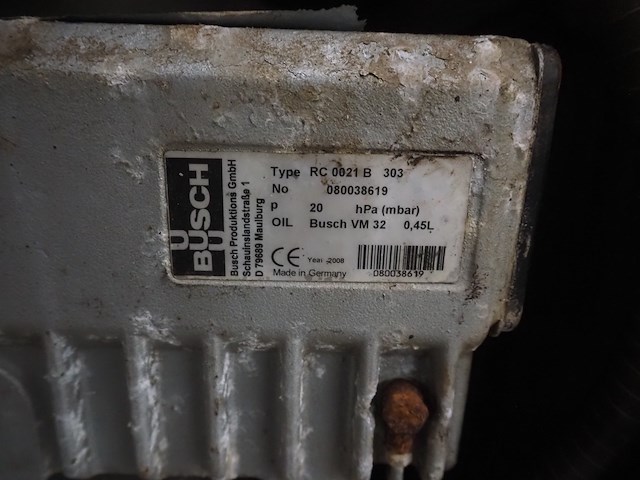 BUSCH
Busch Produktions GmbH
Schauinslandstraße 1
D 79689 Maulburg
Type RC 0021 B 303
No 080038619
p 20 hPa (mbar)
OIL Busch VM 32 0,45L
CE Year -2008
Made in Germany
080038619